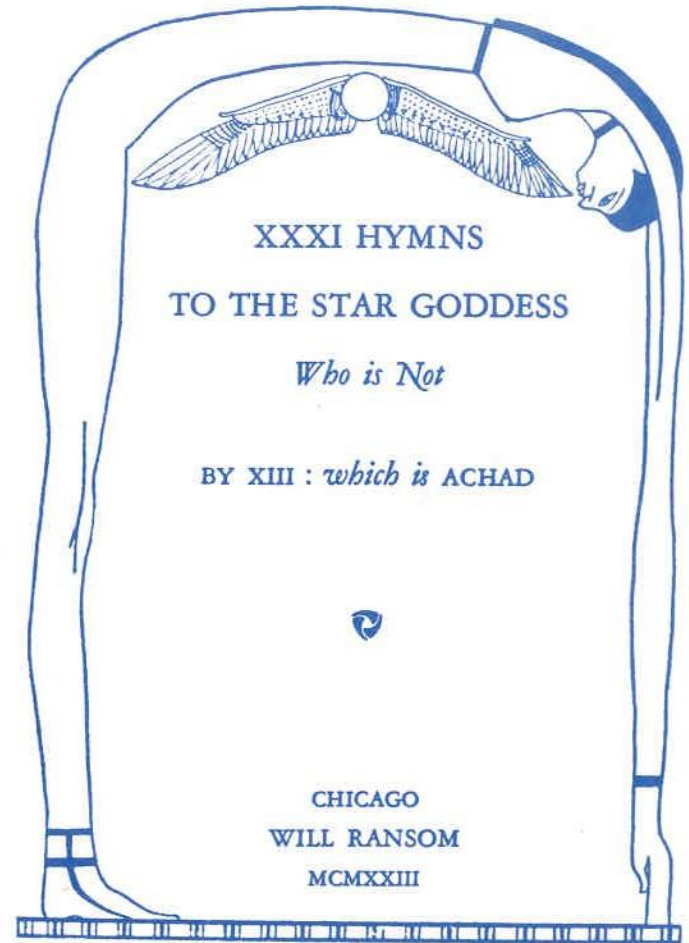 XXXI HYMNS
TO THE STAR GODDESS
Who is Not
BY XIII : which is ACHAD
CHICAGO
WILL RANSOM
MCMXXIII